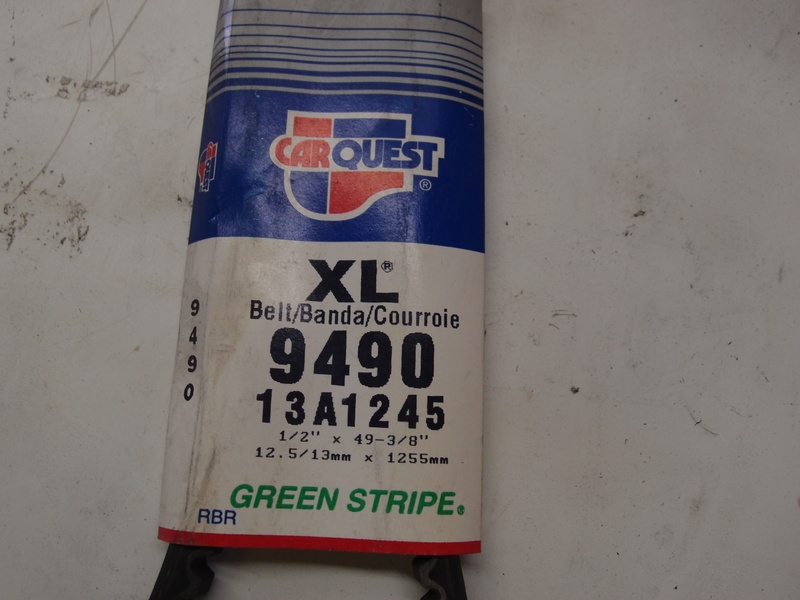 CARQUEST®
XL®
Belt/Banda/Courroie
9490
13A1245
1/2" x 49-3/8"
12.5/13mm x 1255mm
GREEN STRIPE®
RBR
9490